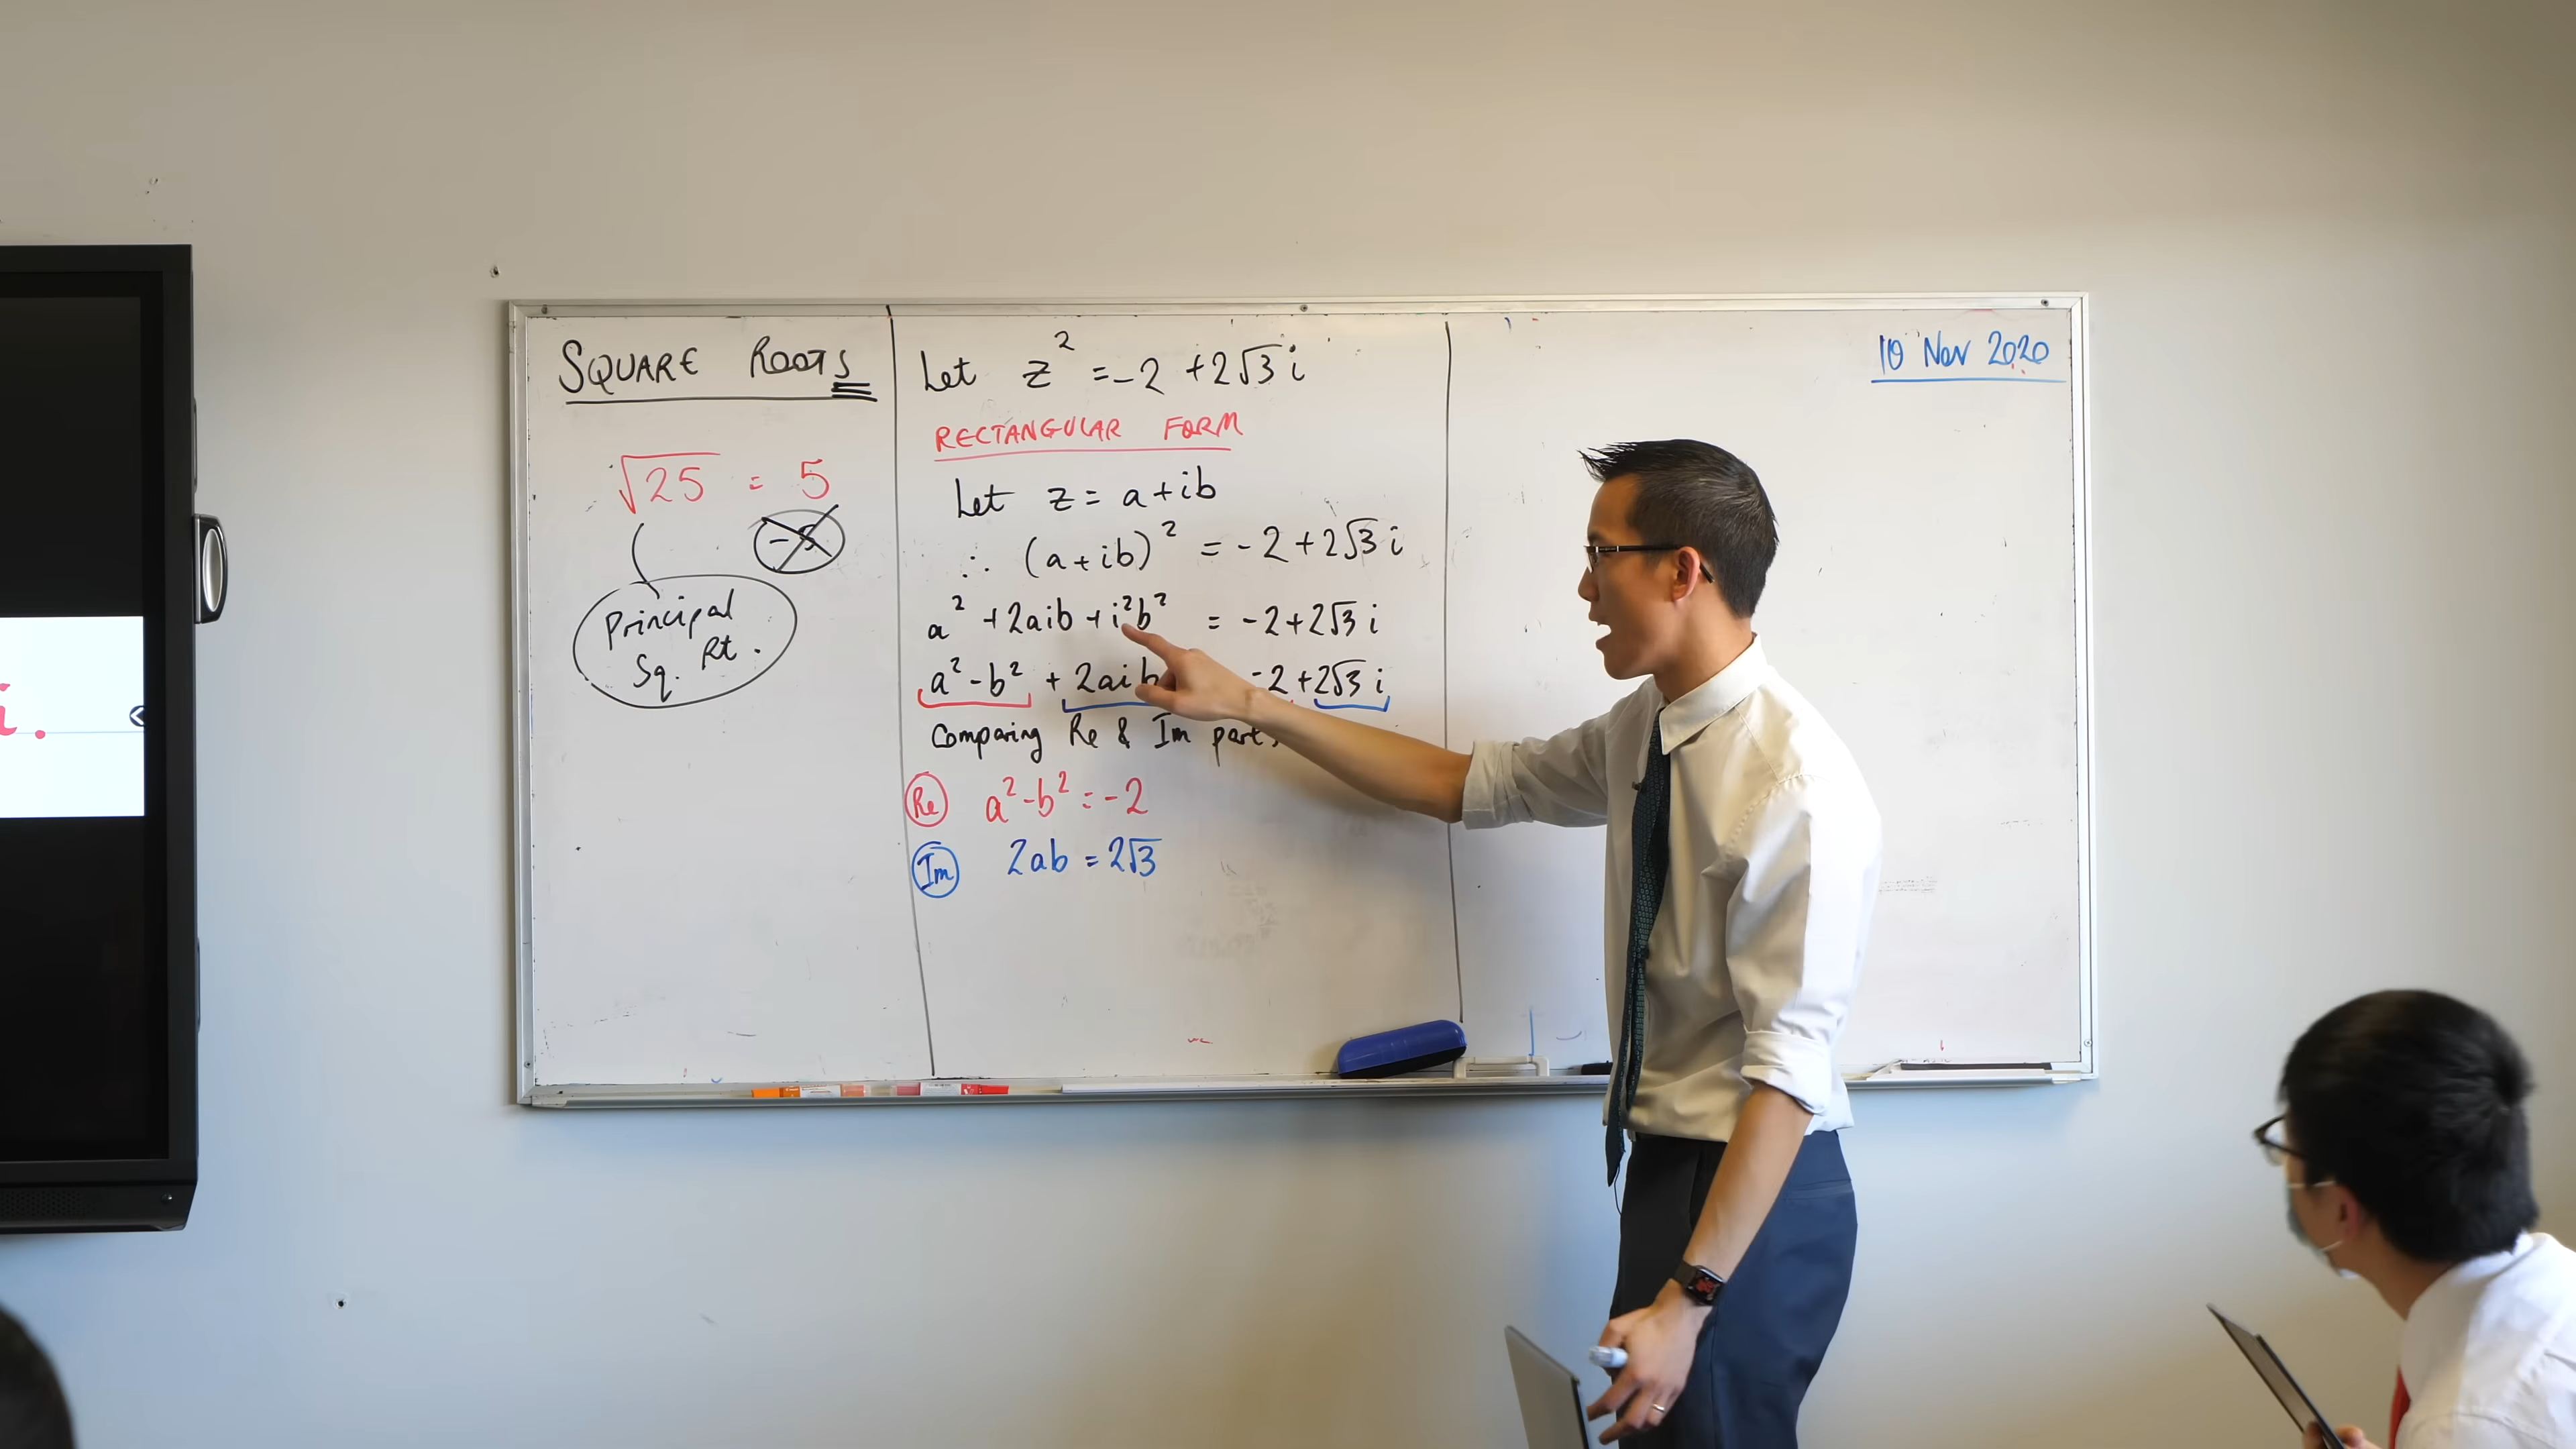 SQUARE ROOTS
√25 = 5
-5
Principal
Sq. Rt.
Let z² = -2 + 2√3 i
RECTANGULAR FORM
Let z = a + ib
∴ (a + ib)² = -2 + 2√3 i
a² + 2aib + i²b² = -2 + 2√3 i
a² - b² + 2aib -2 + 2√3 i
Comparing Re & Im parts
Re a² - b² = -2
Im 2ab = 2√3
10 Nov 2020
i.